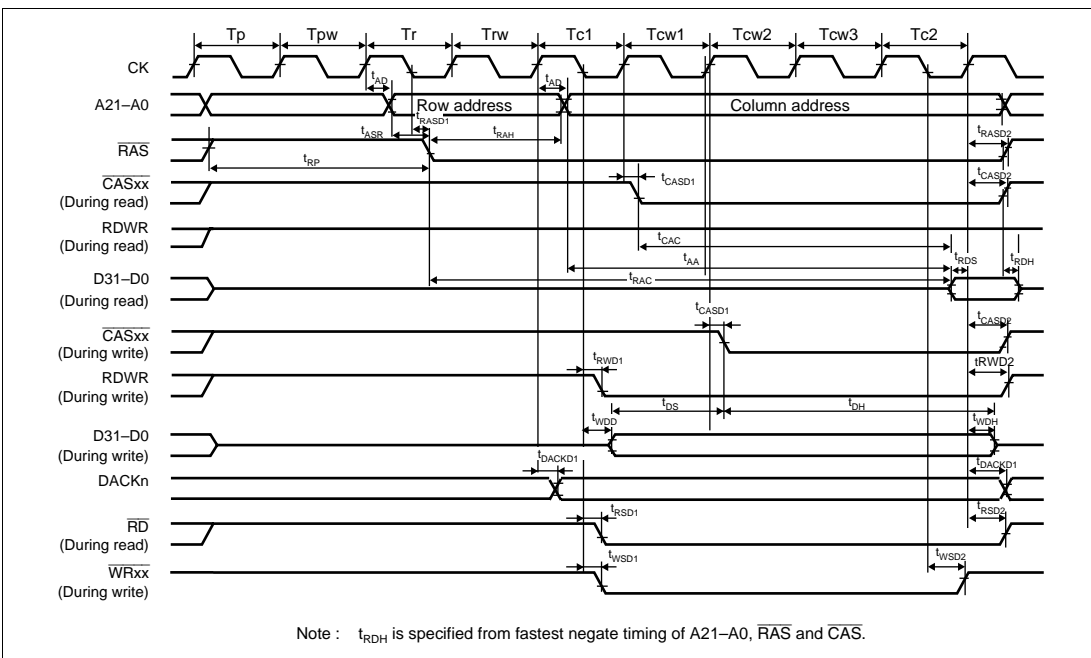 Tp Tpw Tr Trw Tc1 Tcw1 Tcw2 Tcw3 Tc2
CK
tAD tAD
A21–A0 Row address Column address
tRASD1
tASR tRAH tRASD2
RAS
tRP
CASxx tCASD1 tCASD2
(During read)
RDWR
(During read) tCAC
tAA tRDS tRDH
D31–D0 tRAC
(During read)
tCASD1
CASxx tCASD2
(During write)
RDWR tRWD1 tRWD2
(During write)
tDS tDH
tWDD tWDH
D31–D0
(During write)
tDACKD1 tDACKD1
DACKn
tRSD1 tRSD2
RD
(During read)
tWSD1 tWSD2
WRxx
(During write)
Note : tRDH is specified from fastest negate timing of A21–A0, RAS and CAS.